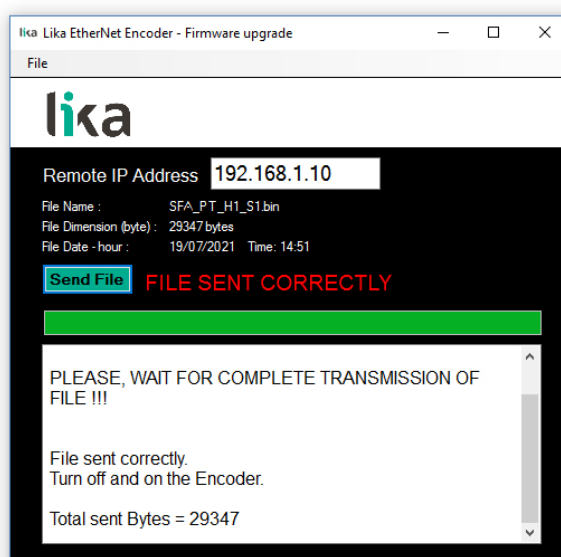 lika Lika EtherNet Encoder - Firmware upgrade
File
lika
Remote IP Address 192.168.1.10
File Name : SFA_PT_H1_S1.bin
File Dimension (byte) : 29347 bytes
File Date - hour : 19/07/2021 Time: 14:51
Send File FILE SENT CORRECTLY
PLEASE, WAIT FOR COMPLETE TRANSMISSION OF
FILE !!!
File sent correctly.
Turn off and on the Encoder.
Total sent Bytes = 29347